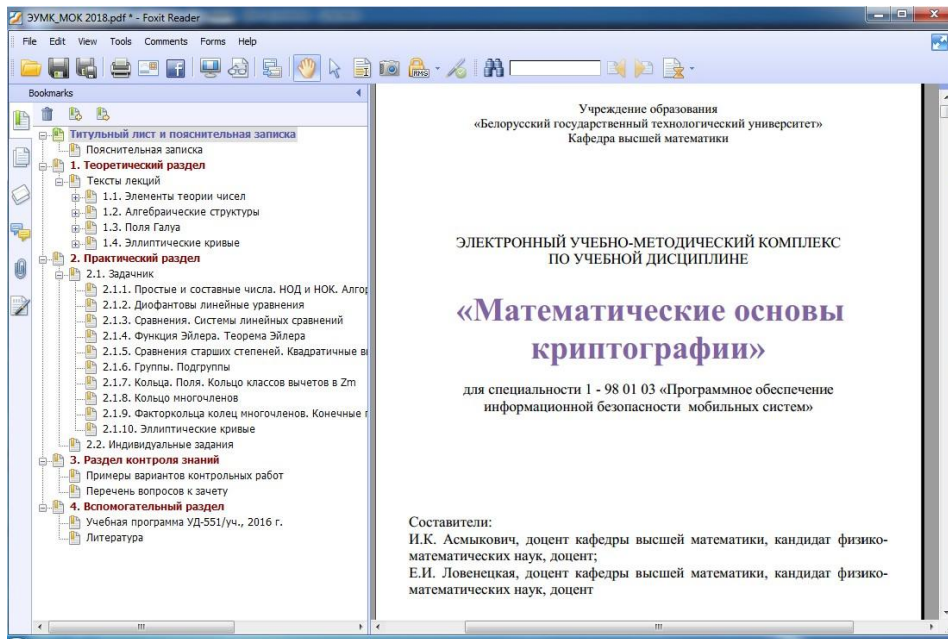 ЭУМК_МОК 2018.pdf * - Foxit Reader
File Edit View Tools Comments Forms Help
RMS
Bookmarks
Титульный лист и пояснительная записка
Пояснительная записка
1. Теоретический раздел
Тексты лекций
1.1. Элементы теории чисел
1.2. Алгебраические структуры
1.3. Поля Галуа
1.4. Эллиптические кривые
2. Практический раздел
2.1. Задачник
2.1.1. Простые и составные числа. НОД и НОК. Алгор
2.1.2. Диофантовы линейные уравнения
2.1.3. Сравнения. Системы линейных сравнений
2.1.4. Функция Эйлера. Теорема Эйлера
2.1.5. Сравнения старших степеней. Квадратичные в
2.1.6. Группы. Подгруппы
2.1.7. Кольца. Поля. Кольцо классов вычетов в Zm
2.1.8. Кольцо многочленов
2.1.9. Факторкольца колец многочленов. Конечные п
2.1.10. Эллиптические кривые
2.2. Индивидуальные задания
3. Раздел контроля знаний
Примеры вариантов контрольных работ
Перечень вопросов к зачету
4. Вспомогательный раздел
Учебная программа УД-551/уч., 2016 г.
Литература
Учреждение образования
«Белорусский государственный технологический университет»
Кафедра высшей математики
ЭЛЕКТРОННЫЙ УЧЕБНО-МЕТОДИЧЕСКИЙ КОМПЛЕКС
ПО УЧЕБНОЙ ДИСЦИПЛИНЕ
«Математические основы
криптографии»
для специальности 1 - 98 01 03 «Программное обеспечение
информационной безопасности мобильных систем»
Составители:
И.К. Асмыкович, доцент кафедры высшей математики, кандидат физико-
математических наук, доцент;
Е.И. Ловенецкая, доцент кафедры высшей математики, кандидат физико-
математических наук, доцент